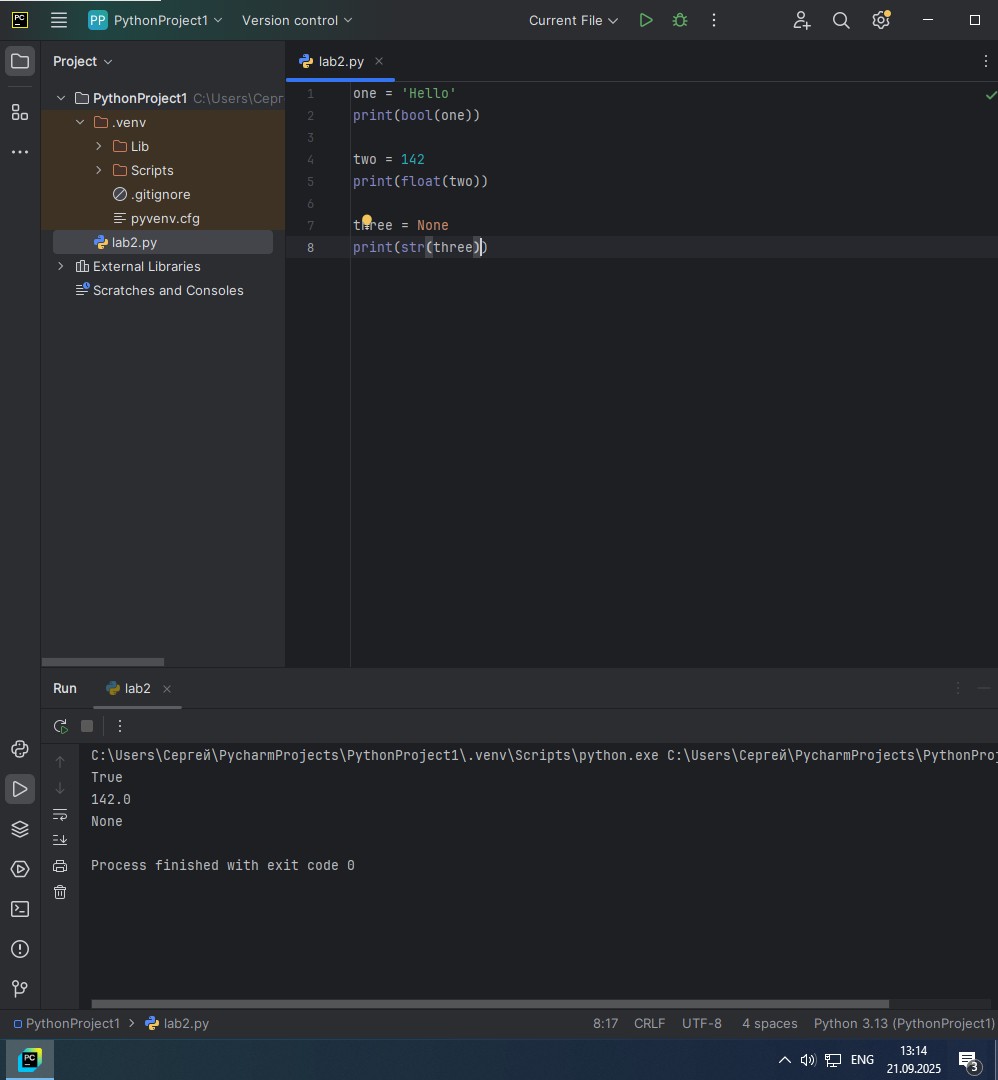 PC PP PythonProject1 Version control Current File
Project
lab2.py
PythonProject1 C:\Users\Серг
.venv
Lib
Scripts
.gitignore
pyvenv.cfg
lab2.py
External Libraries
Scratches and Consoles
1 one = 'Hello'
2 print(bool(one))
3
4 two = 142
5 print(float(two))
6
7 three = None
8 print(str(three))
Run lab2
C:\Users\Сергей\PycharmProjects\PythonProject1\.venv\Scripts\python.exe C:\Users\Сергей\PycharmProjects\PythonProj
True
142.0
None
Process finished with exit code 0
PythonProject1 lab2.py 8:17 CRLF UTF-8 4 spaces Python 3.13 (PythonProject1)
PC ENG 13:14
21.09.2025 3